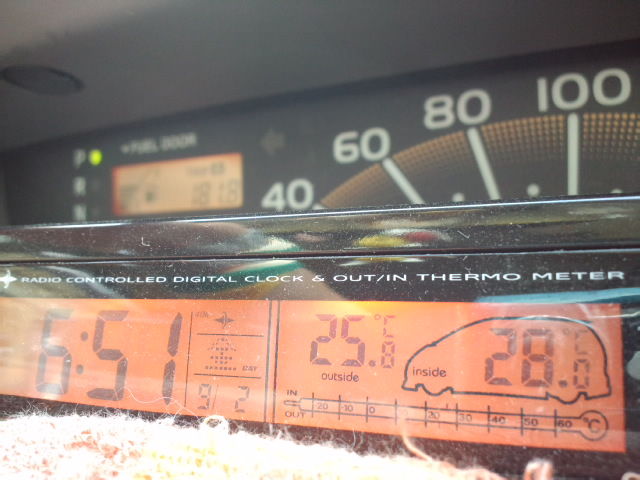 FUEL DOOR
P
R
N
1818
40 60 80 100
RADIO CONTROLLED DIGITAL CLOCK & OUT/IN THERMO METER
6:51
9/2
25.8°C
outside
inside
28.0°C
IN
OUT
-20 -10 0 20 30 40 50 60 °C